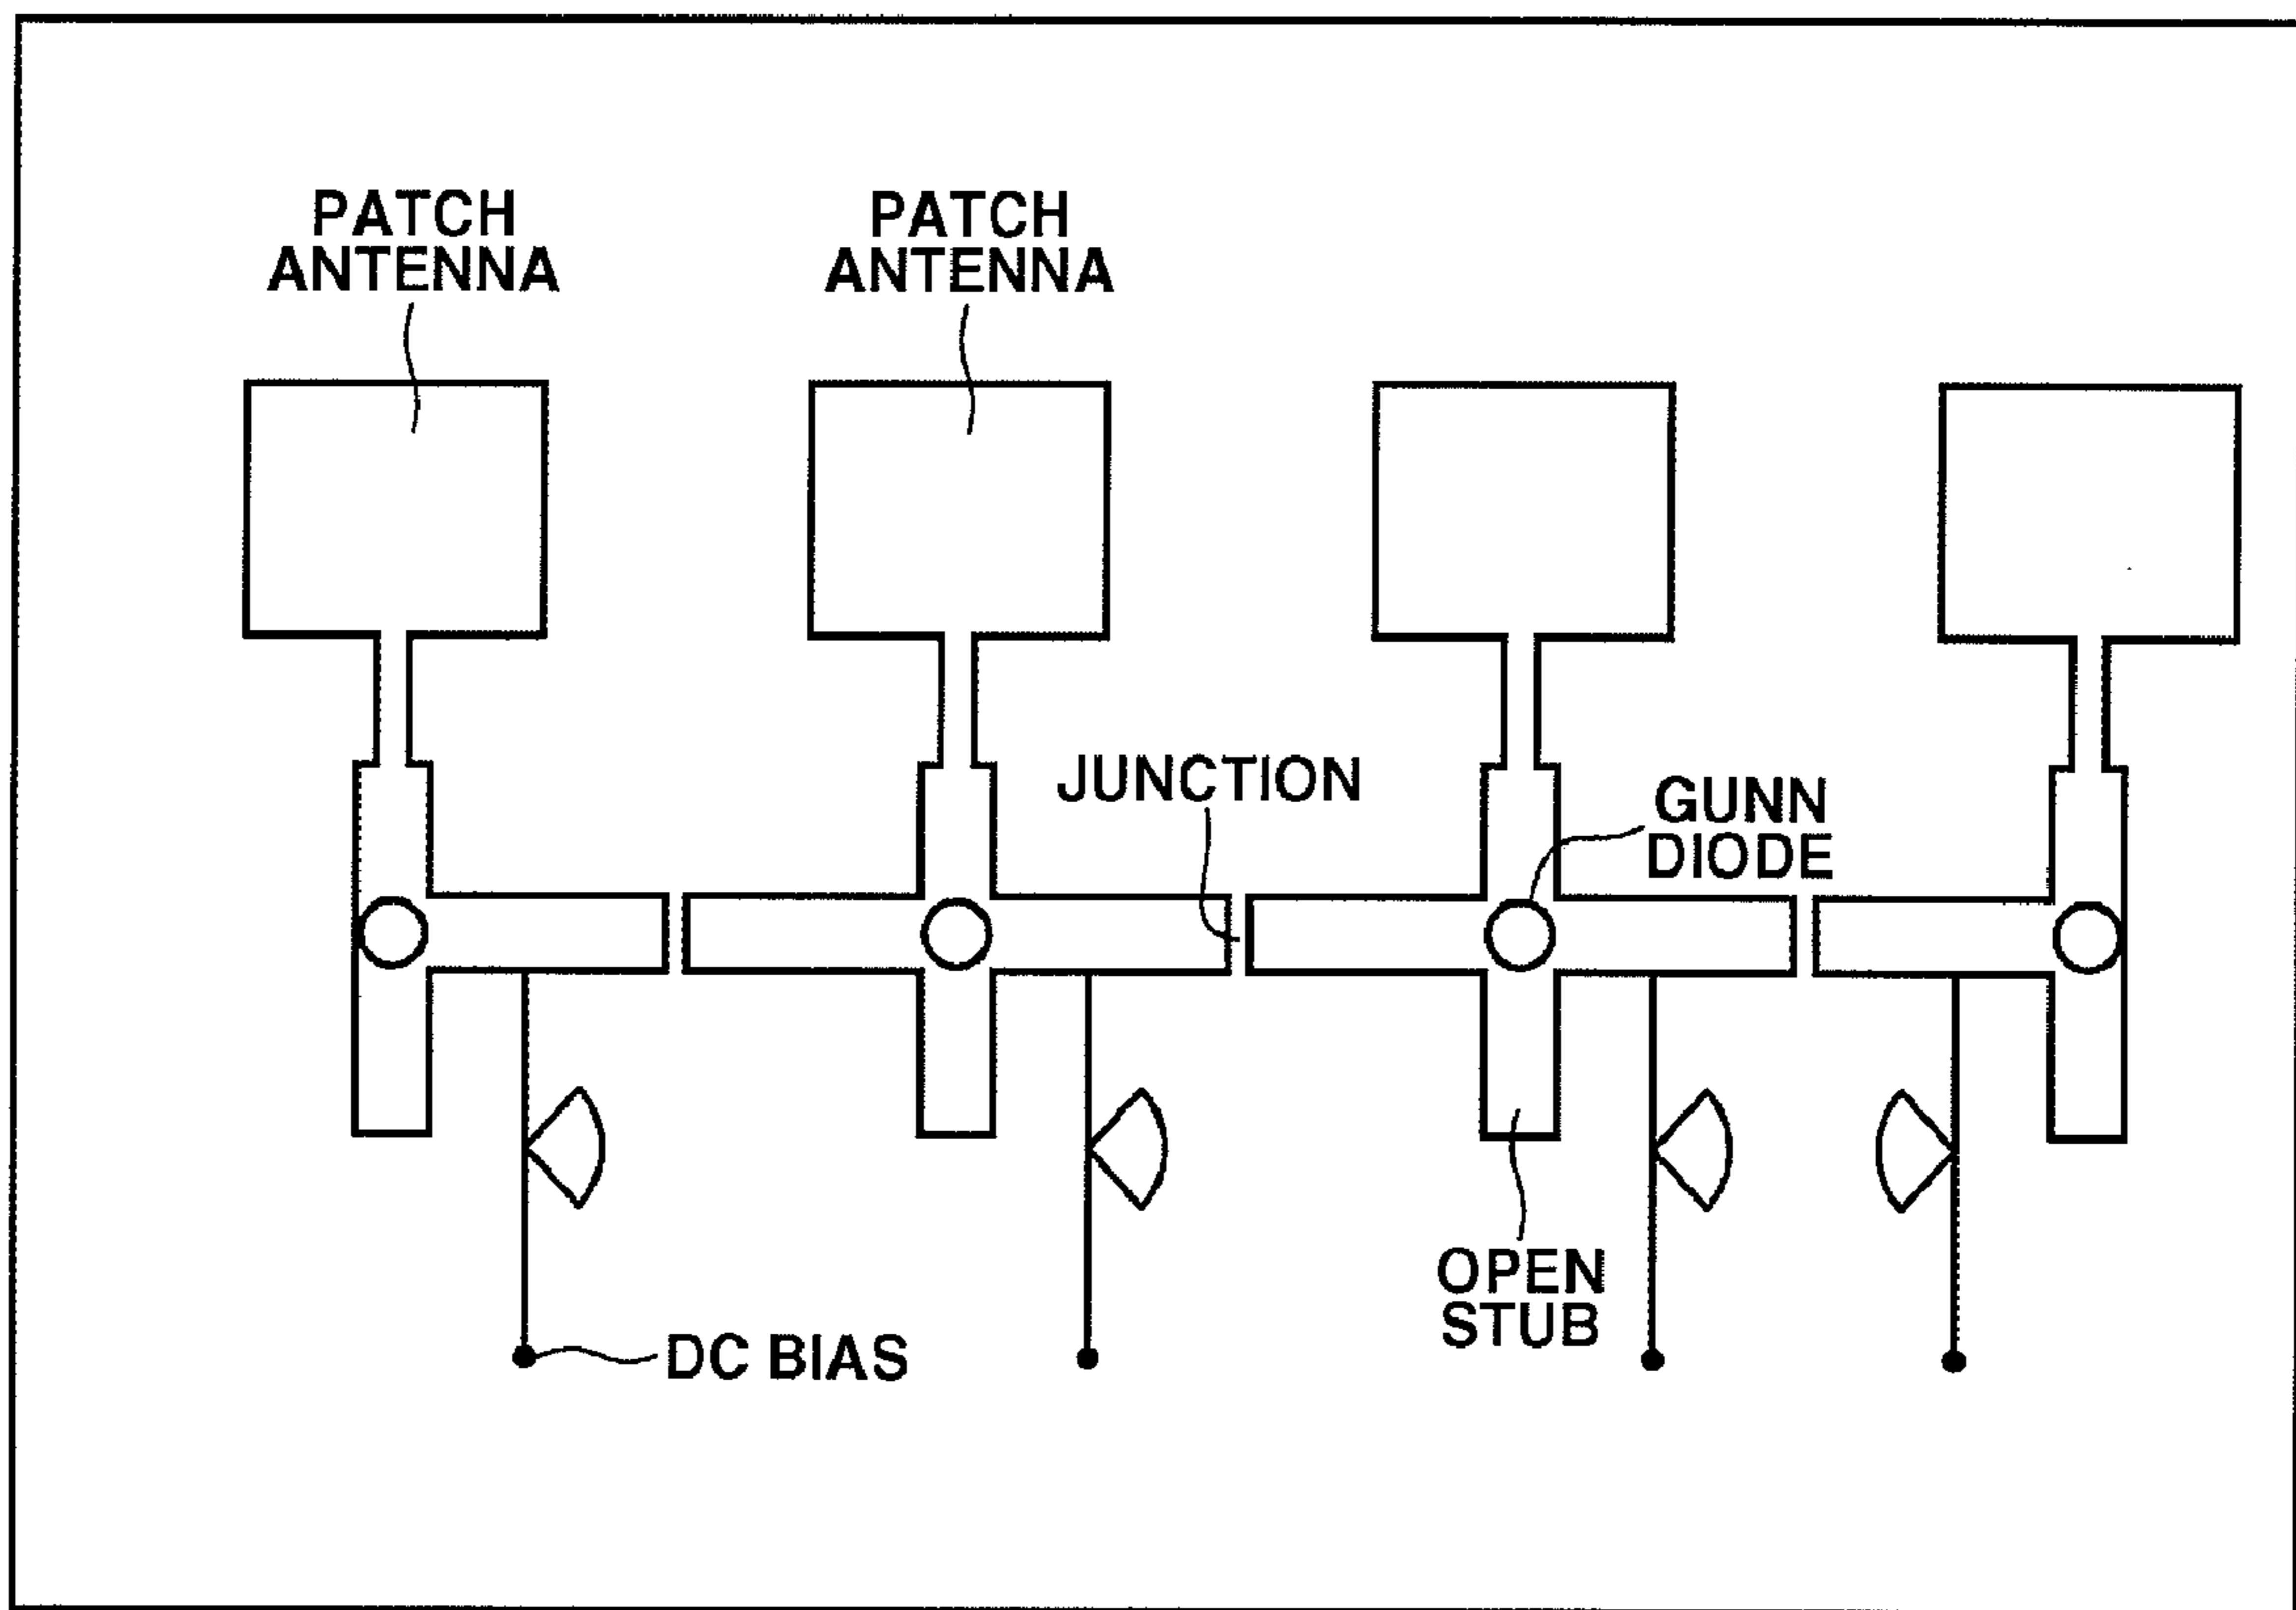 PATCH
ANTENNA
PATCH
ANTENNA
JUNCTION
GUNN
DIODE
OPEN
STUB
DC BIAS